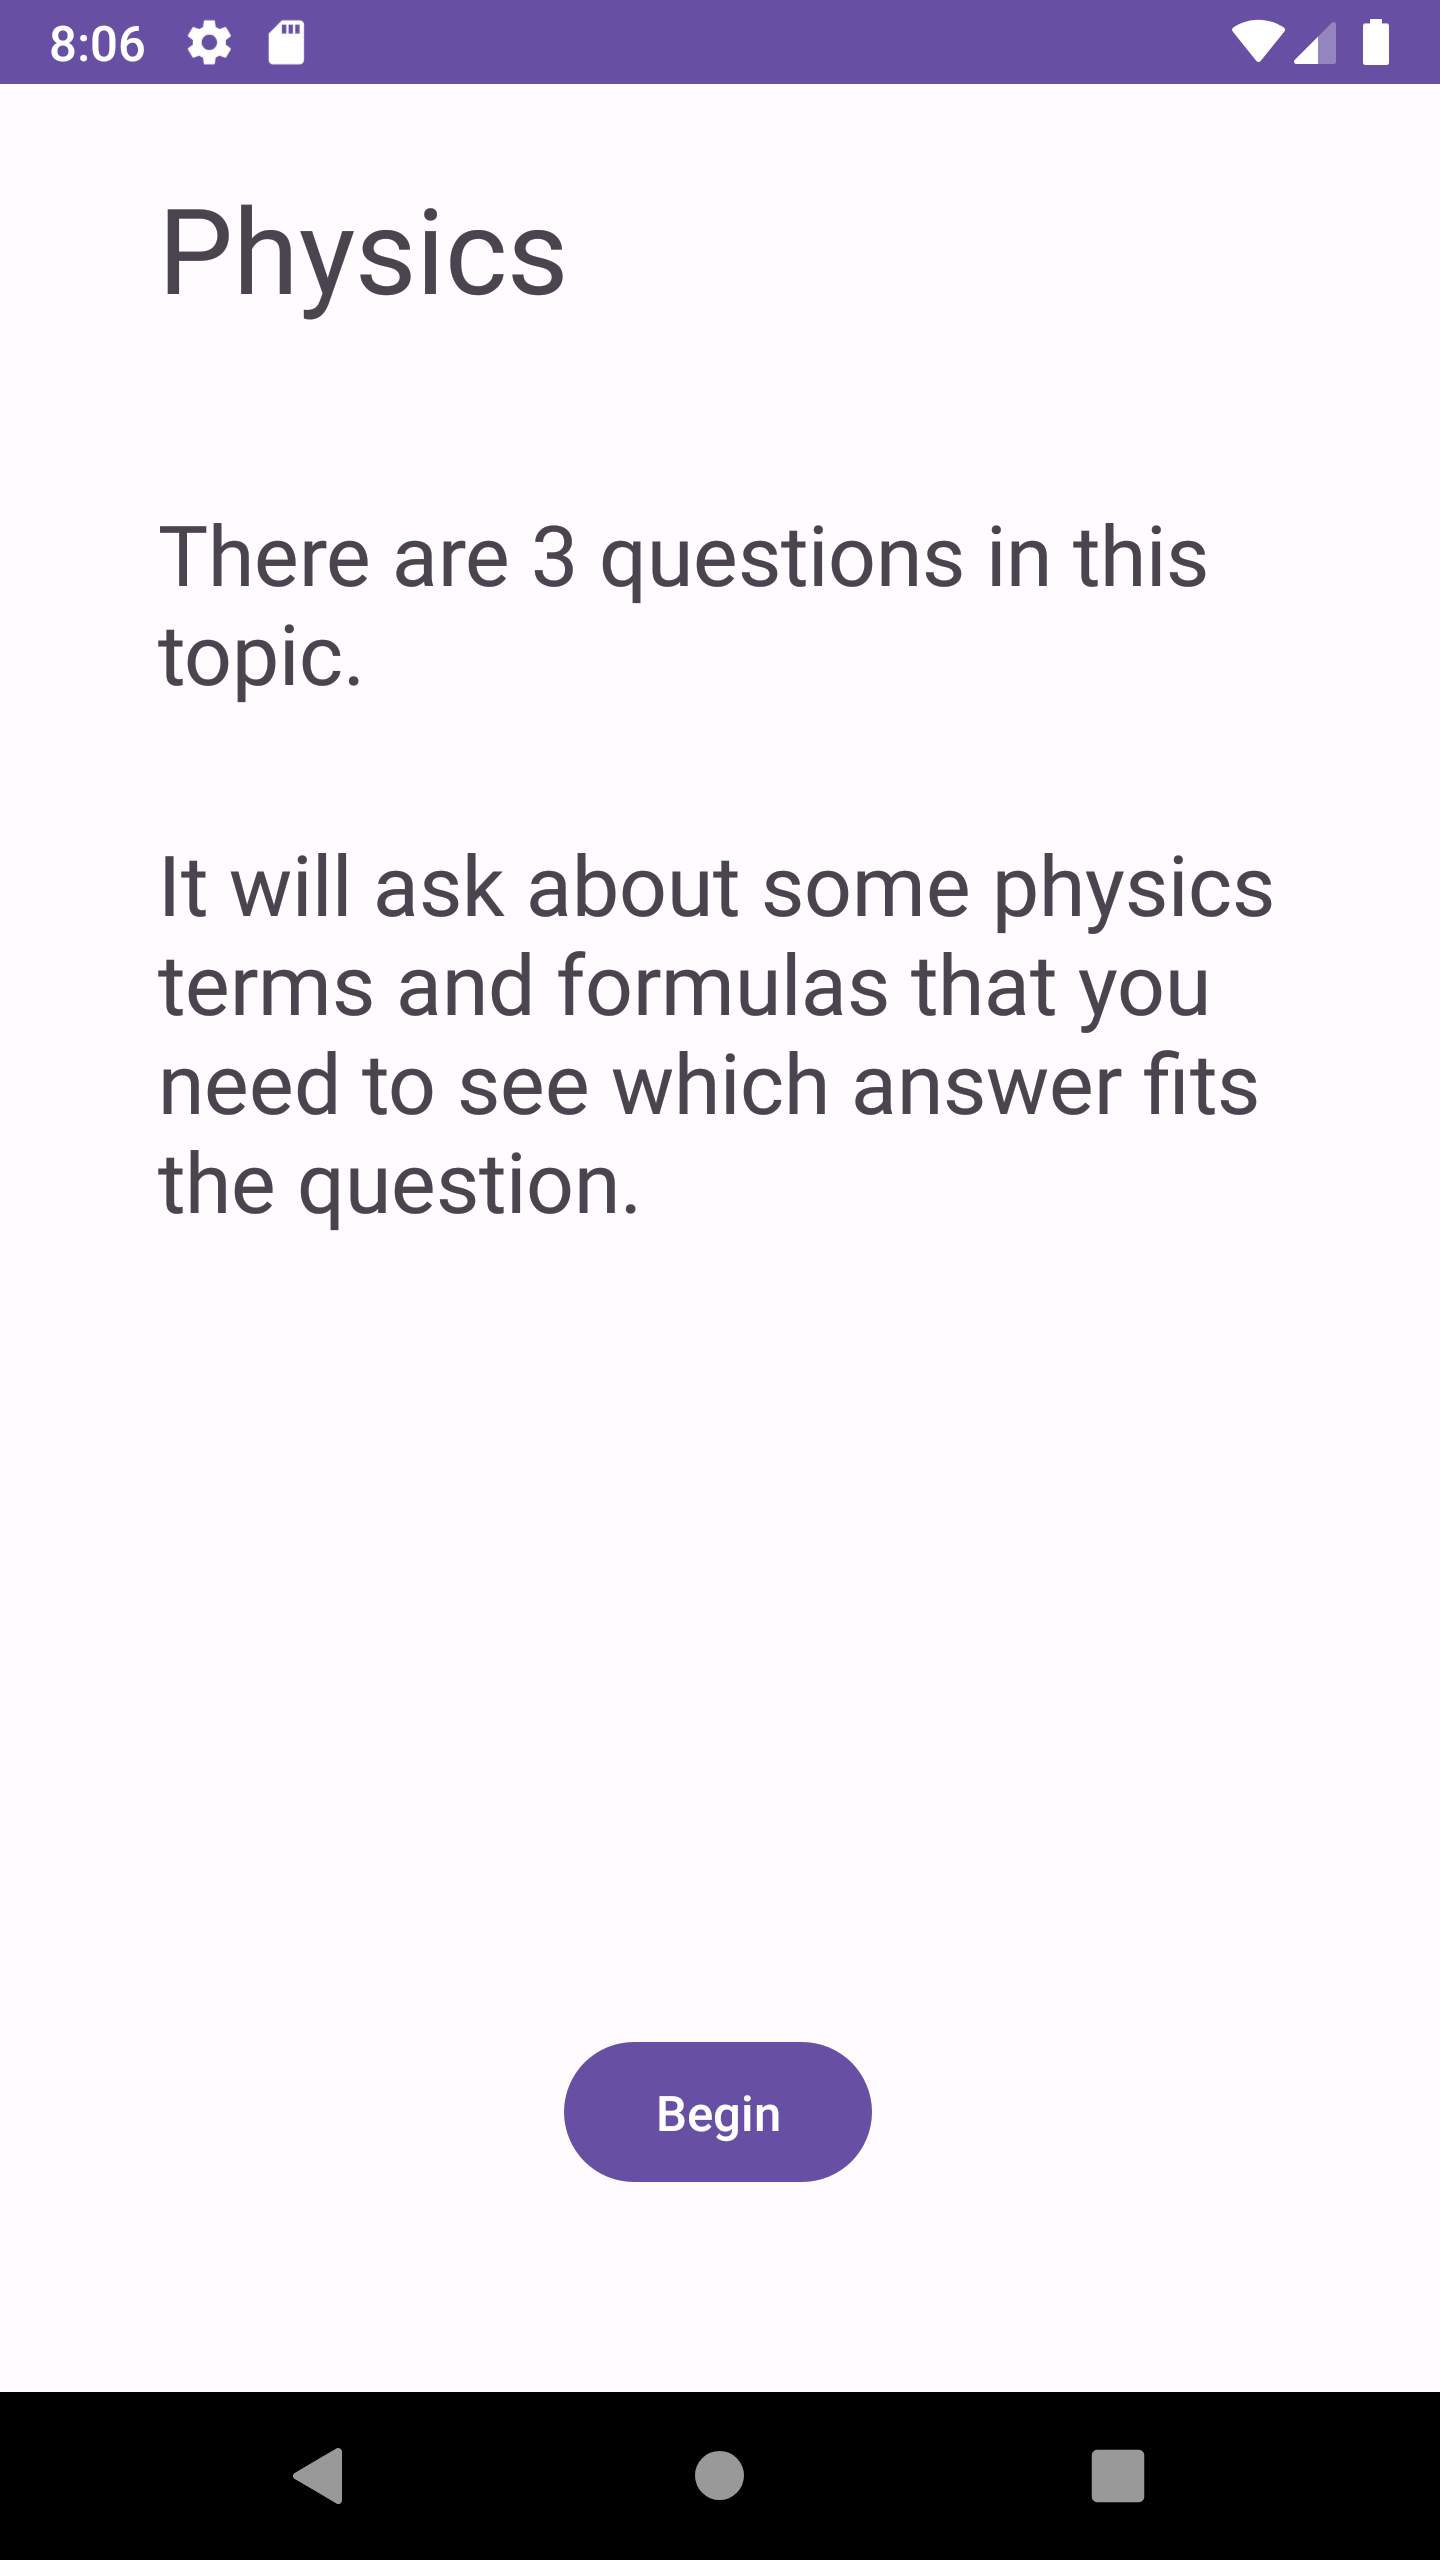 8:06
Physics
There are 3 questions in this
topic.
It will ask about some physics
terms and formulas that you
need to see which answer fits
the question.
Begin